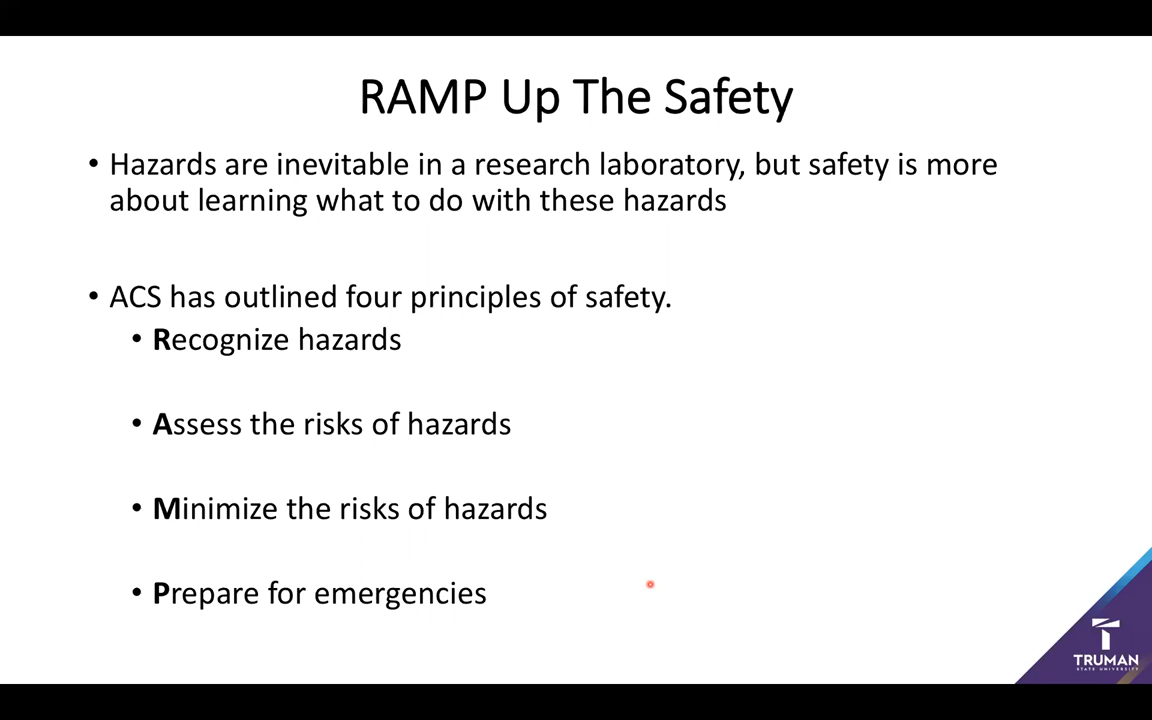 RAMP Up The Safety
• Hazards are inevitable in a research laboratory, but safety is more
about learning what to do with these hazards
• ACS has outlined four principles of safety.
• Recognize hazards
• Assess the risks of hazards
• Minimize the risks of hazards
• Prepare for emergencies
TRUMAN
STATE UNIVERSITY